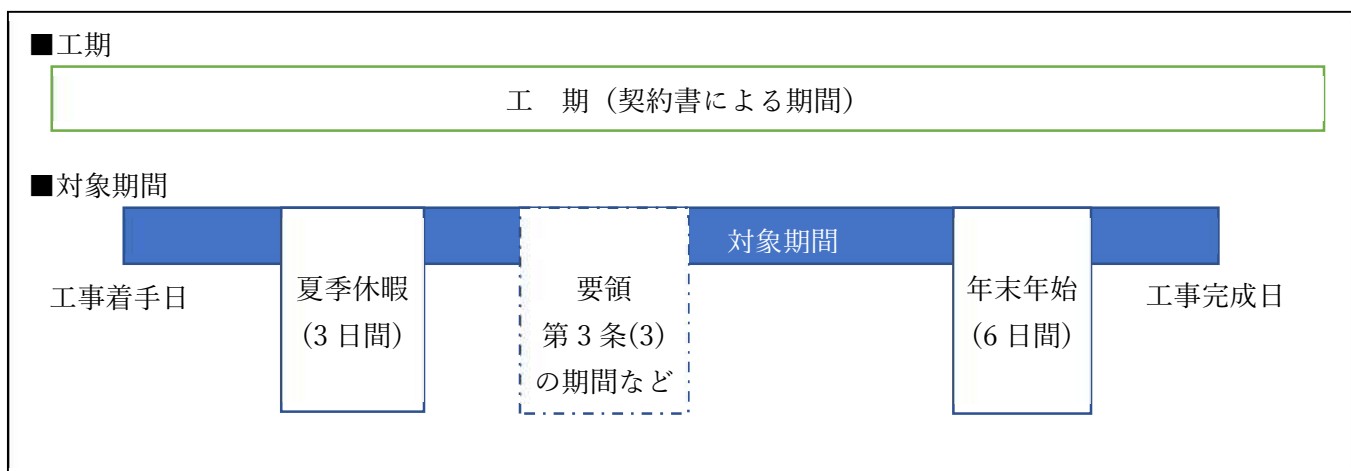 ■工期
工　期（契約書による期間）
■対象期間
対象期間
工事着手日
夏季休暇
(3 日間)
要領
第 3 条(3)
の期間など
年末年始
(6 日間)
工事完成日